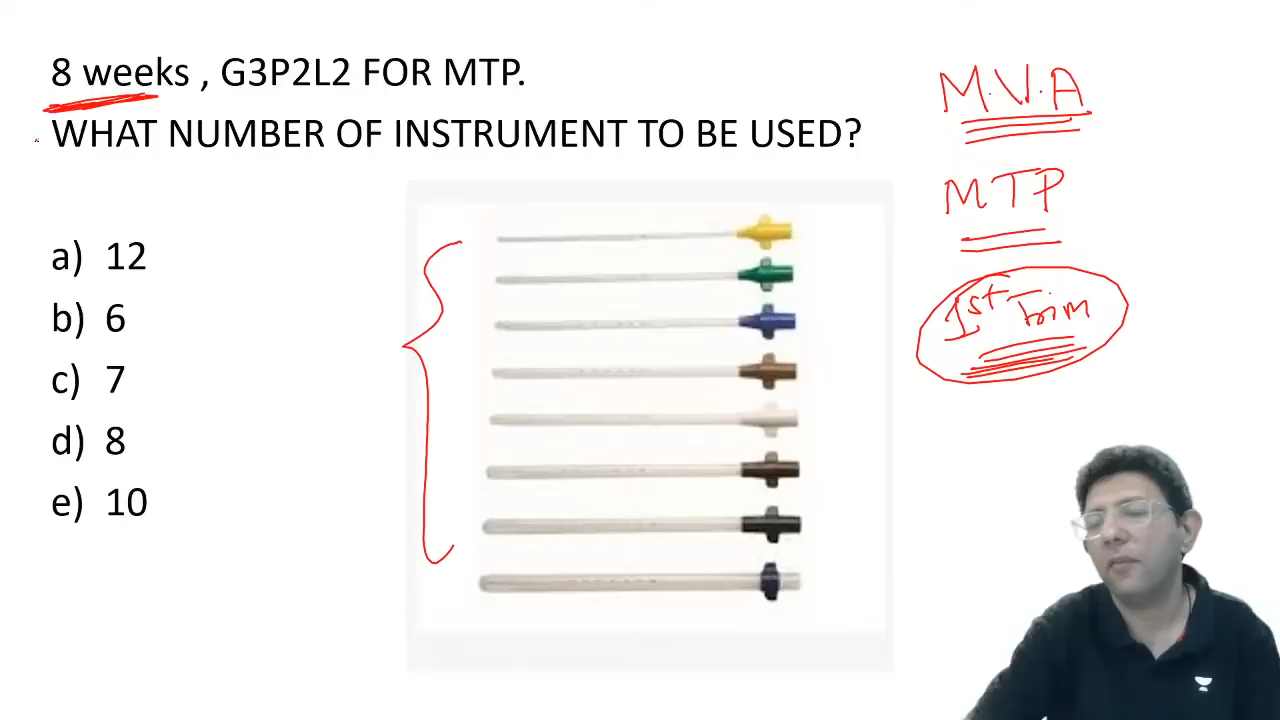 8 weeks , G3P2L2 FOR MTP.
WHAT NUMBER OF INSTRUMENT TO BE USED?
a) 12
b) 6
c) 7
d) 8
e) 10
M.V.A
MTP
Ist Trim